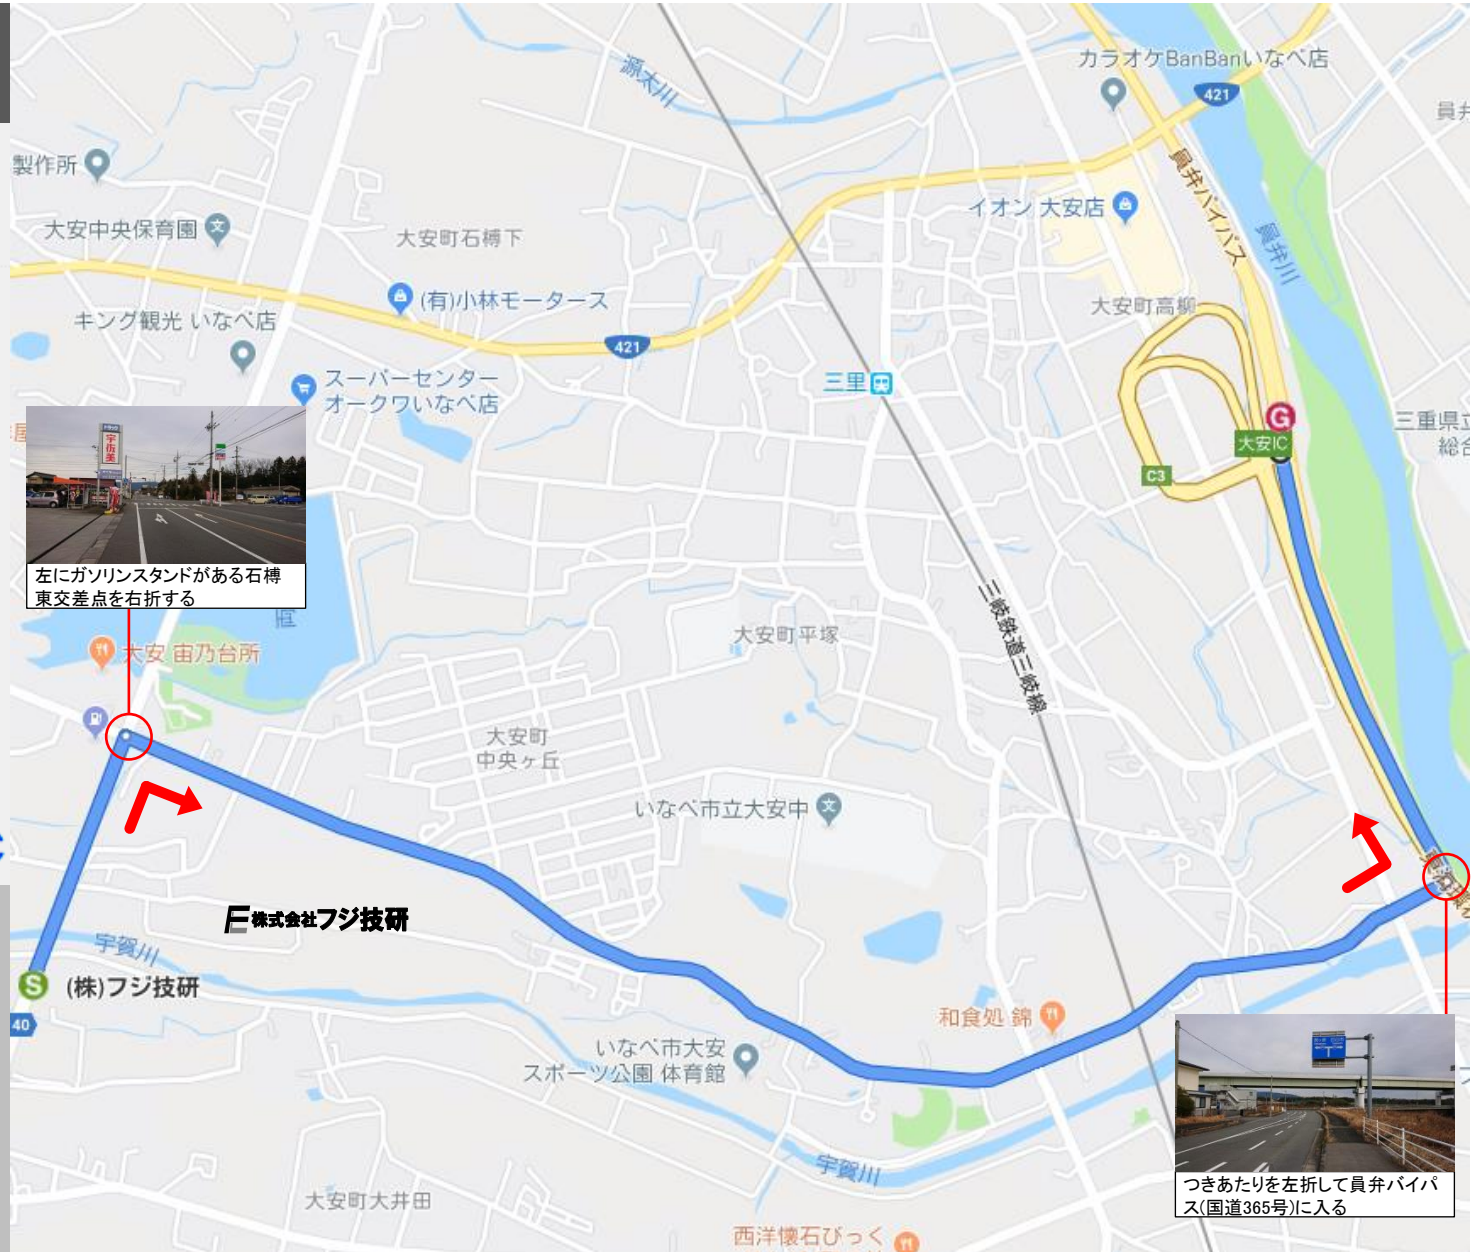 カラオケBanBanいなべ店
421
源太川
製作所
員弁バイパス
大安中央保育園
大安町石榑下
イオン 大安店
員弁川
(有)小林モータース
キング観光 いなべ店
大安町高柳
421
スーパーセンター
オークワいなべ店
三里
G
大安IC
三重県立
C3
宇佐美
左にガソリンスタンドがある石榑
東交差点を右折する
三岐鉄道三岐線
大安町平塚
大安 宙乃台所
大安町
中央ヶ丘
いなべ市立大安中
株式会社フジ技研
宇賀川
S
(株)フジ技研
40
和食処 錦
いなべ市大安
スポーツ公園 体育館
宇賀川
大安町大井田
つきあたりを左折して員弁バイパ
ス(国道365号)に入る
西洋懐石びっく